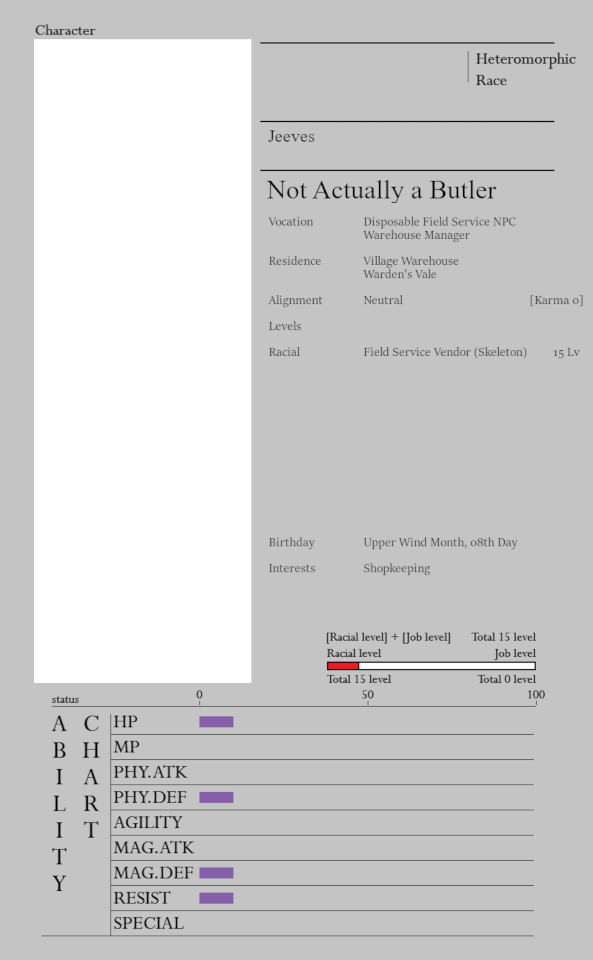 Character
Heteromorphic
Race
Jeeves
Not Actually a Butler
Vocation Disposable Field Service NPC
Warehouse Manager
Residence Village Warehouse
Warden's Vale
Alignment Neutral [Karma 0]
Levels
Racial Field Service Vendor (Skeleton) 15 Lv
Birthday Upper Wind Month, 08th Day
Interests Shopkeeping
[Racial level] + [Job level] Total 15 level
Racial level Job level
Total 15 level Total 0 level
status 0 50 100
ABILITY CHART
HP
MP
PHY.ATK
PHY.DEF
AGILITY
MAG.ATK
MAG.DEF
RESIST
SPECIAL